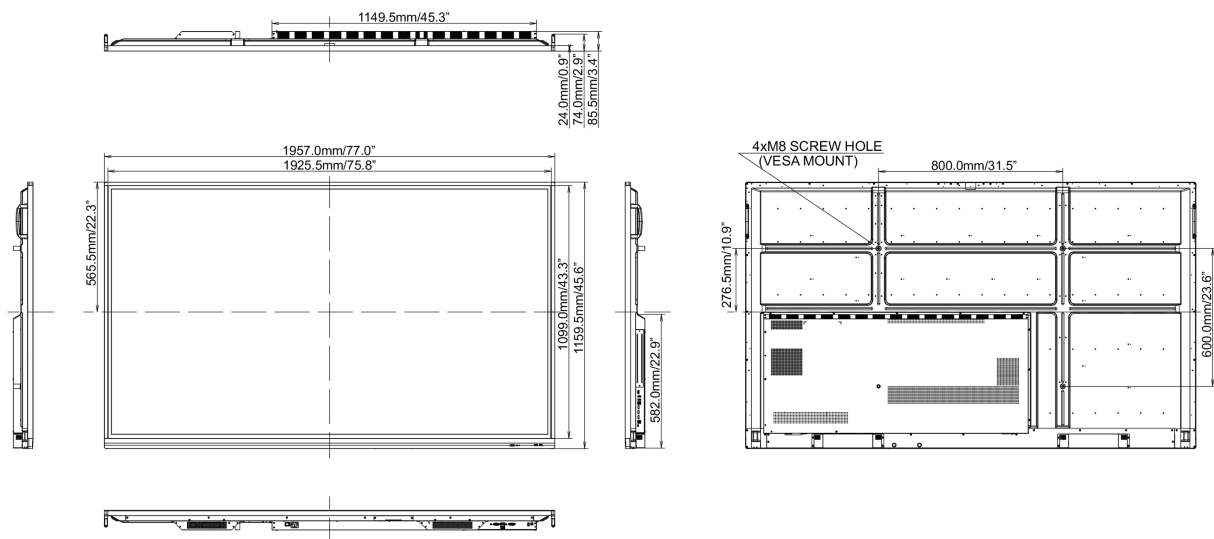 1149.5mm/45.3”
24.0mm/0.9”
74.0mm/2.9”
85.5mm/3.4”
1957.0mm/77.0”
1925.5mm/75.8”
565.5mm/22.3”
1099.0mm/43.3”
1159.5mm/45.6”
582.0mm/22.9”
4xM8 SCREW HOLE
(VESA MOUNT)
800.0mm/31.5”
276.5mm/10.9”
600.0mm/23.6”